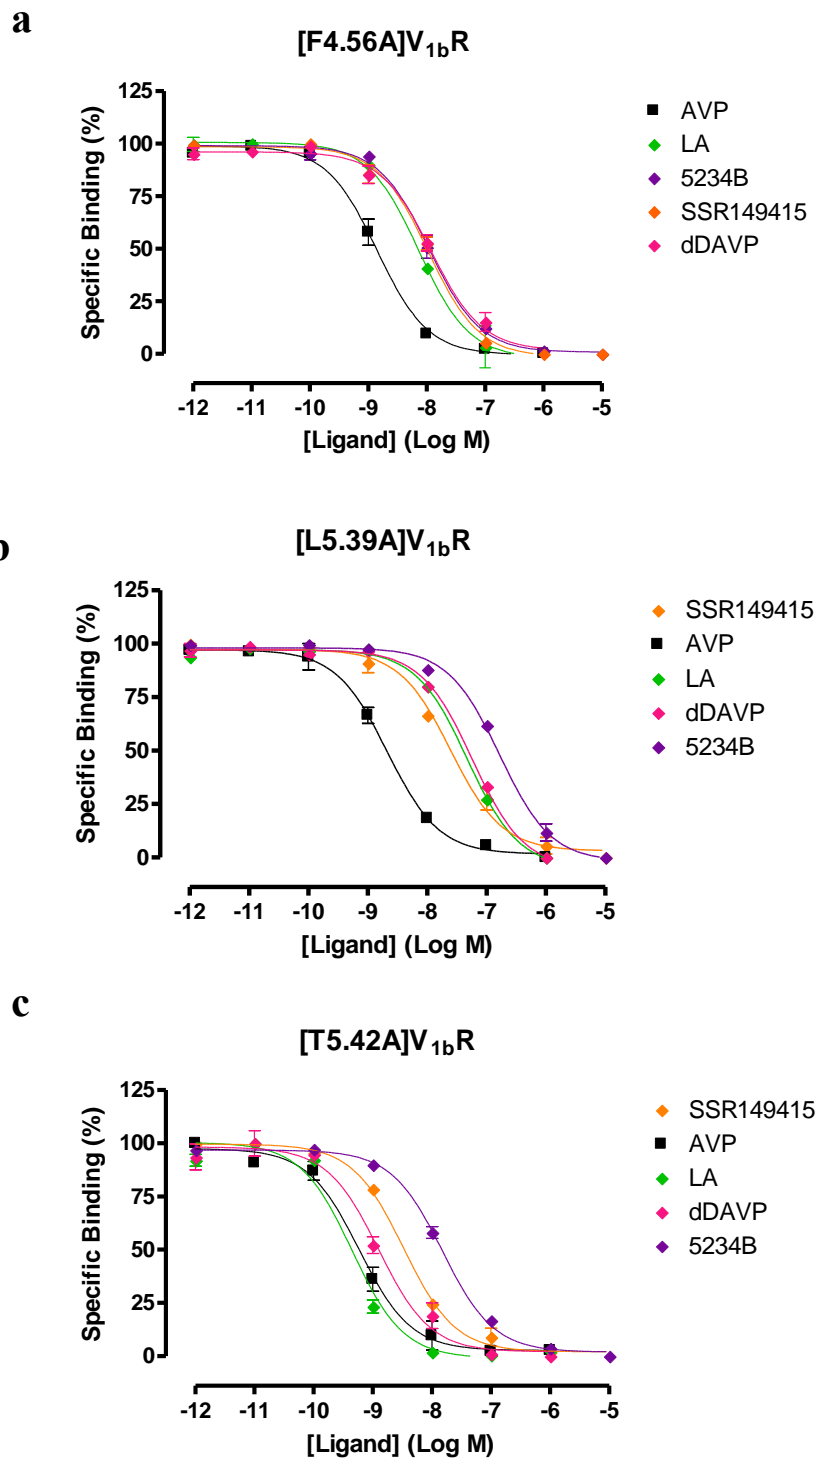 a
[F4.56A]V1bR
125
100
75
50
25
0
Specific Binding (%)
-12 -11 -10 -9 -8 -7 -6 -5
[Ligand] (Log M)
AVP
LA
5234B
SSR149415
dDAVP
b
[L5.39A]V1bR
125
100
75
50
25
0
Specific Binding (%)
-12 -11 -10 -9 -8 -7 -6 -5
[Ligand] (Log M)
SSR149415
AVP
LA
dDAVP
5234B
c
[T5.42A]V1bR
125
100
75
50
25
0
Specific Binding (%)
-12 -11 -10 -9 -8 -7 -6 -5
[Ligand] (Log M)
SSR149415
AVP
LA
dDAVP
5234B